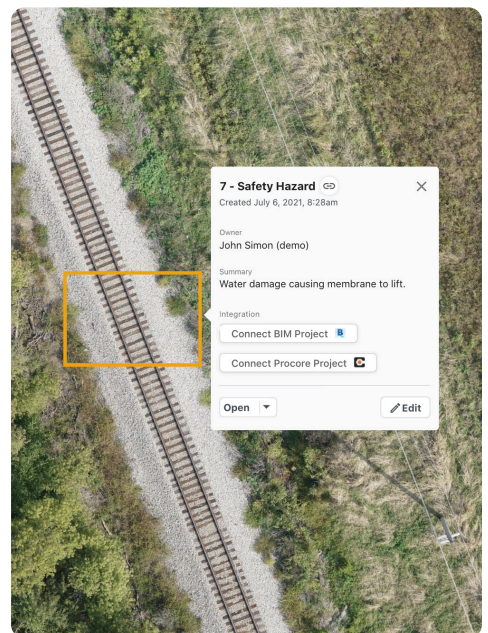 7 - Safety Hazard
Created July 6, 2021, 8:28am
Owner
John Simon (demo)
Summary
Water damage causing membrane to lift.
Integration
Connect BIM Project B
Connect Procore Project
Open
Edit